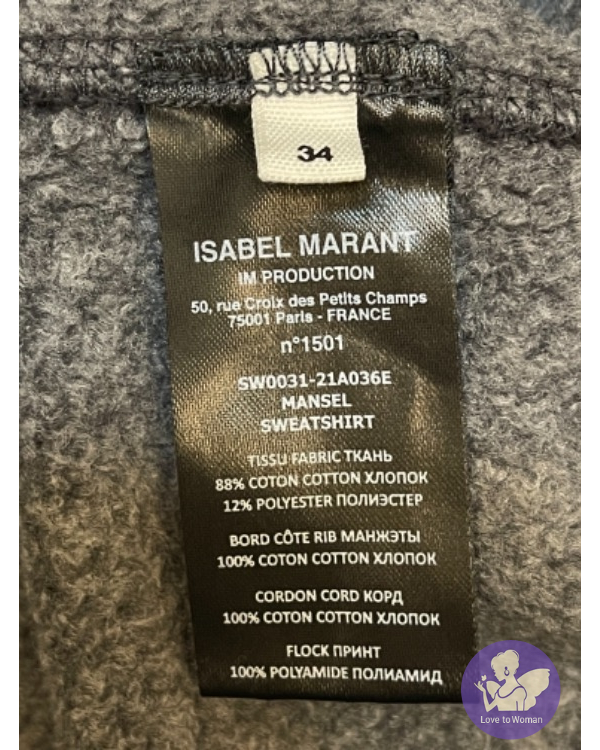 34
ISABEL MARANT
IM PRODUCTION
50, rue Croix des Petits Champs
75001 Paris - FRANCE
n°1501
SW0031-21A036E
MANSEL
SWEATSHIRT
TISSU FABRIC ТКАНЬ
88% COTON COTTON ХЛОПОК
12% POLYESTER ПОЛИЭСТЕР
BORD CÔTE RIB МАНЖЭТЫ
100% COTON COTTON ХЛОПОК
CORDON CORD КОРД
100% COTON COTTON ХЛОПОК
FLOCK ПРИНТ
100% POLYAMIDE ПОЛИАМИД
Love to Woman